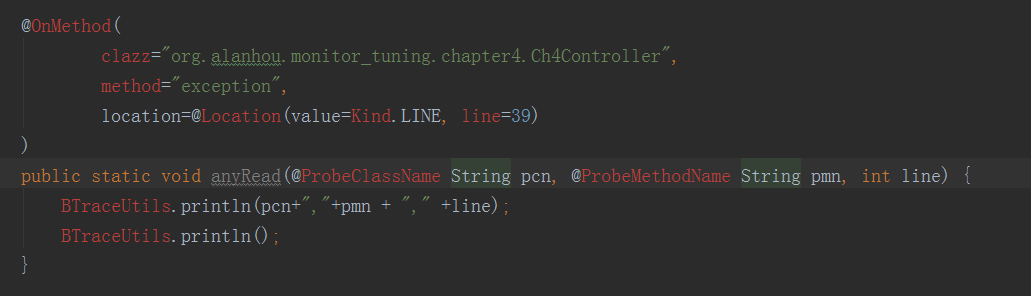 @OnMethod(
        clazz="org.alanhou.monitor_tuning.chapter4.Ch4Controller",
        method="exception",
        location=@Location(value=Kind.LINE, line=39)
)
public static void anyRead(@ProbeClassName String pcn, @ProbeMethodName String pmn, int line) {
    BTraceUtils.println(pcn+","+pmn + "," +line);
    BTraceUtils.println();
}